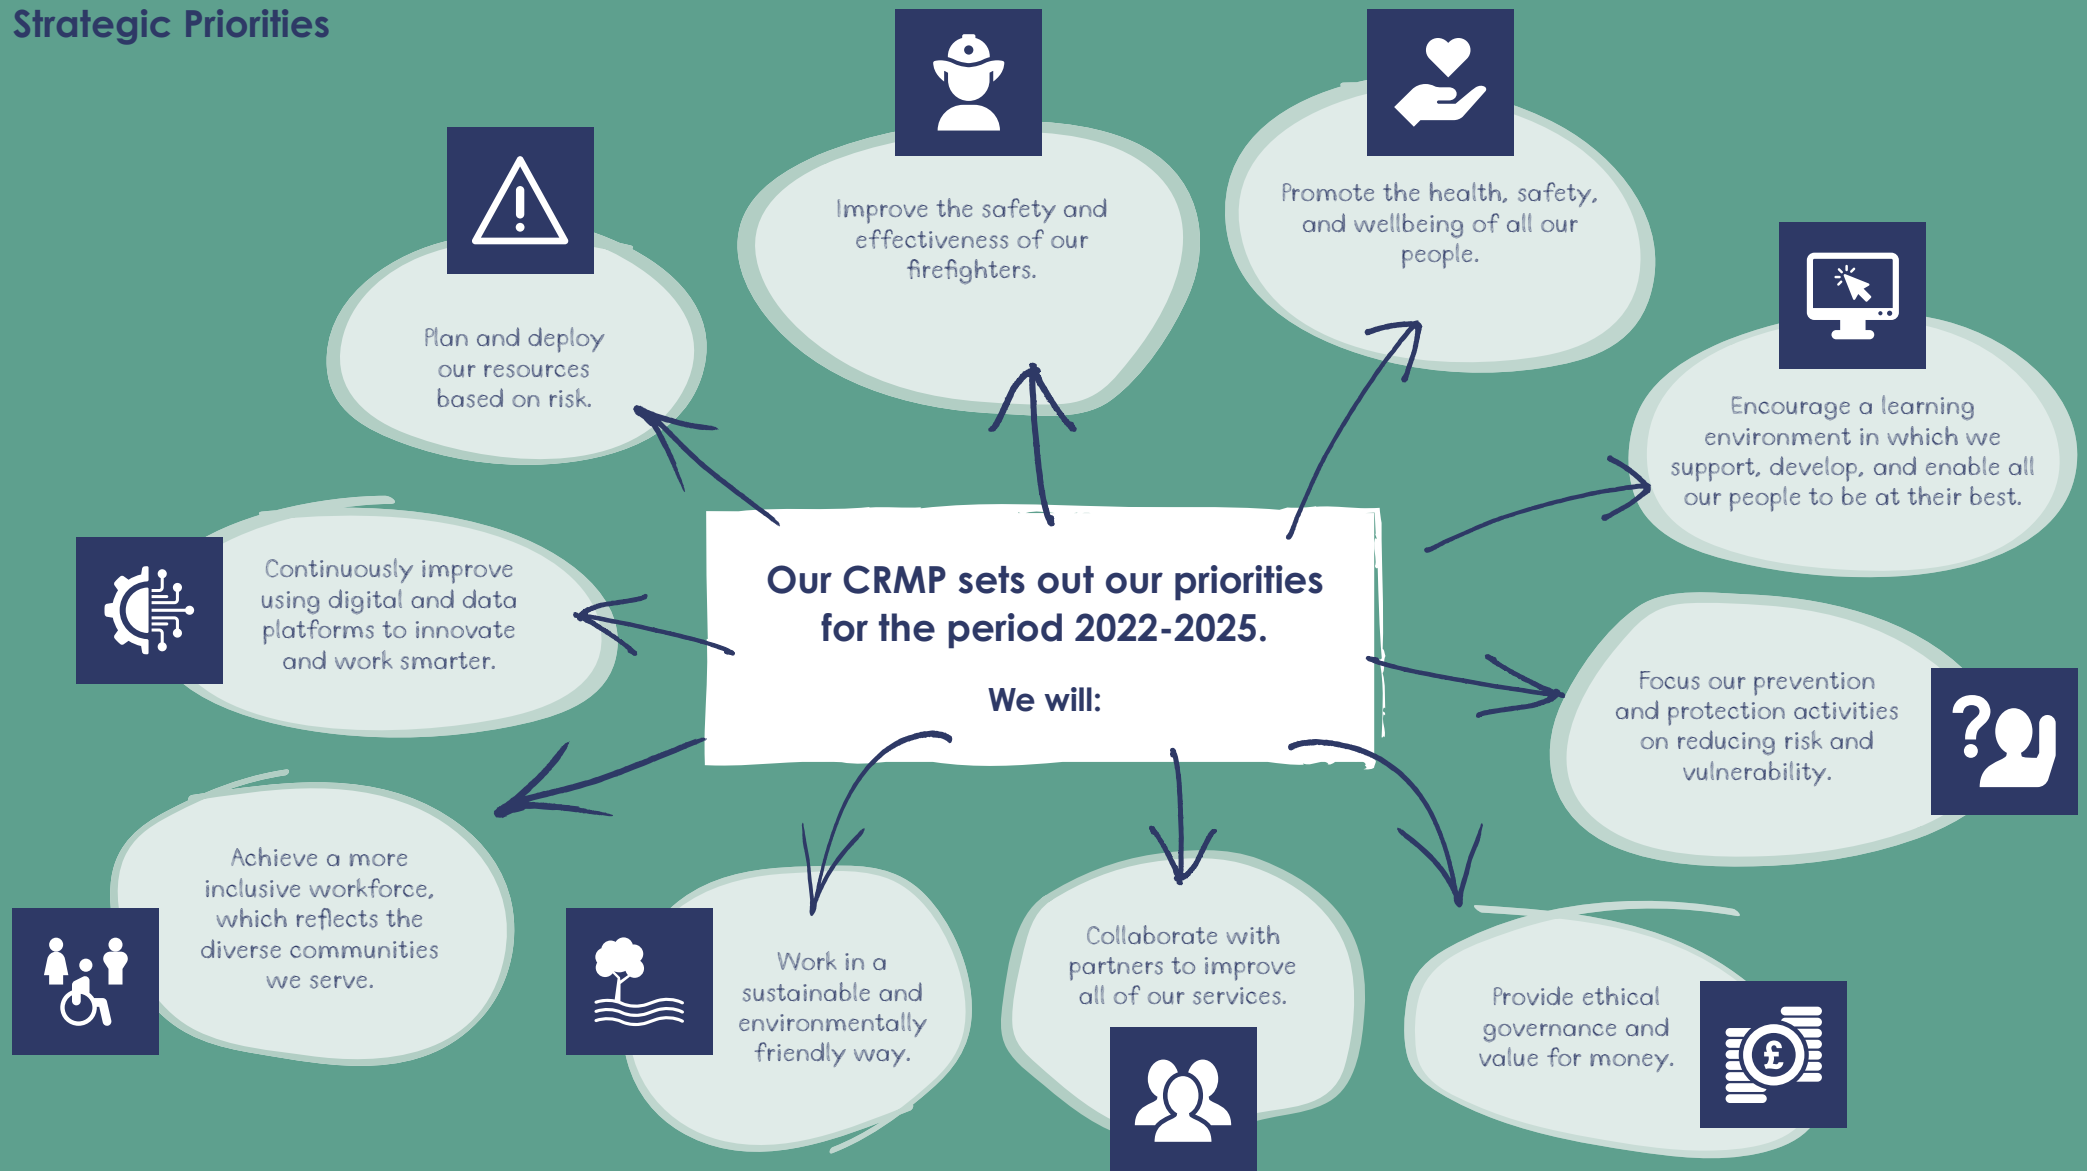 Strategic Priorities
Plan and deploy
our resources
based on risk.
Improve the safety and
effectiveness of our
firefighters.
Promote the health, safety,
and wellbeing of all our
people.
Encourage a learning
environment in which we
support, develop, and enable all
our people to be at their best.
Continuously improve
using digital and data
platforms to innovate
and work smarter.
Our CRMP sets out our priorities
for the period 2022-2025.
We will:
Focus our prevention
and protection activities
on reducing risk and
vulnerability.
Achieve a more
inclusive workforce,
which reflects the
diverse communities
we serve.
Work in a
sustainable and
environmentally
friendly way.
Collaborate with
partners to improve
all of our services.
Provide ethical
governance and
value for money.
£